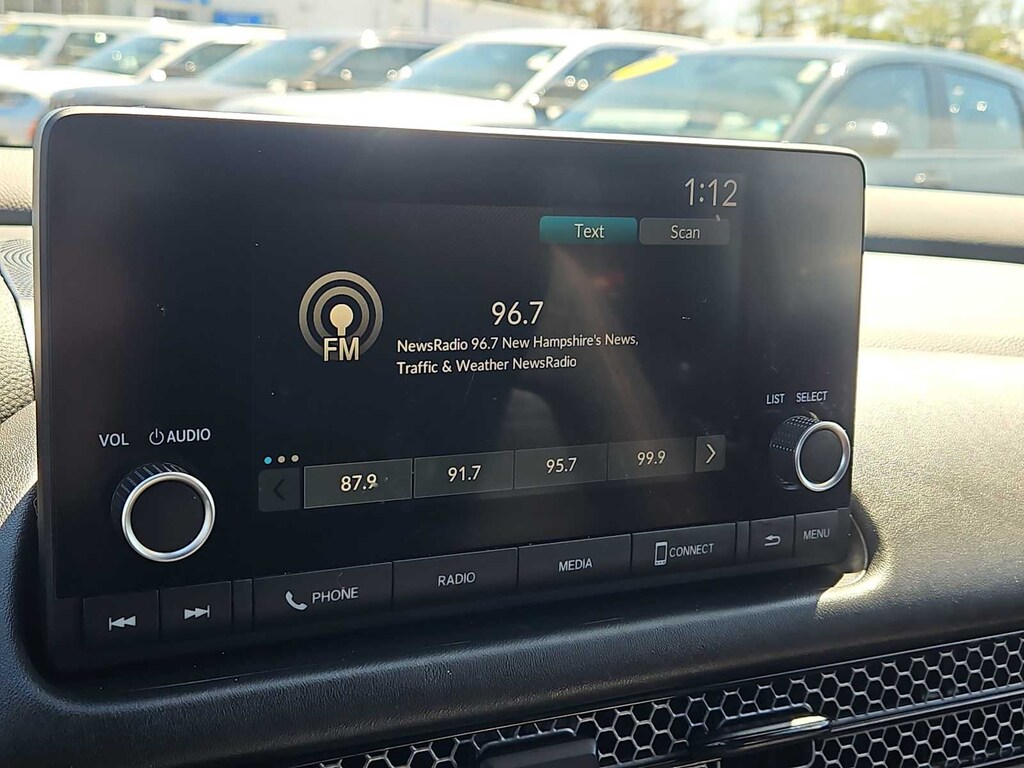 1:12
Text
Scan
FM
96.7
NewsRadio 96.7 New Hampshire's News,
Traffic & Weather NewsRadio
LIST
SELECT
VOL
AUDIO
87.9
91.7
95.7
99.9
PHONE
RADIO
MEDIA
CONNECT
MENU